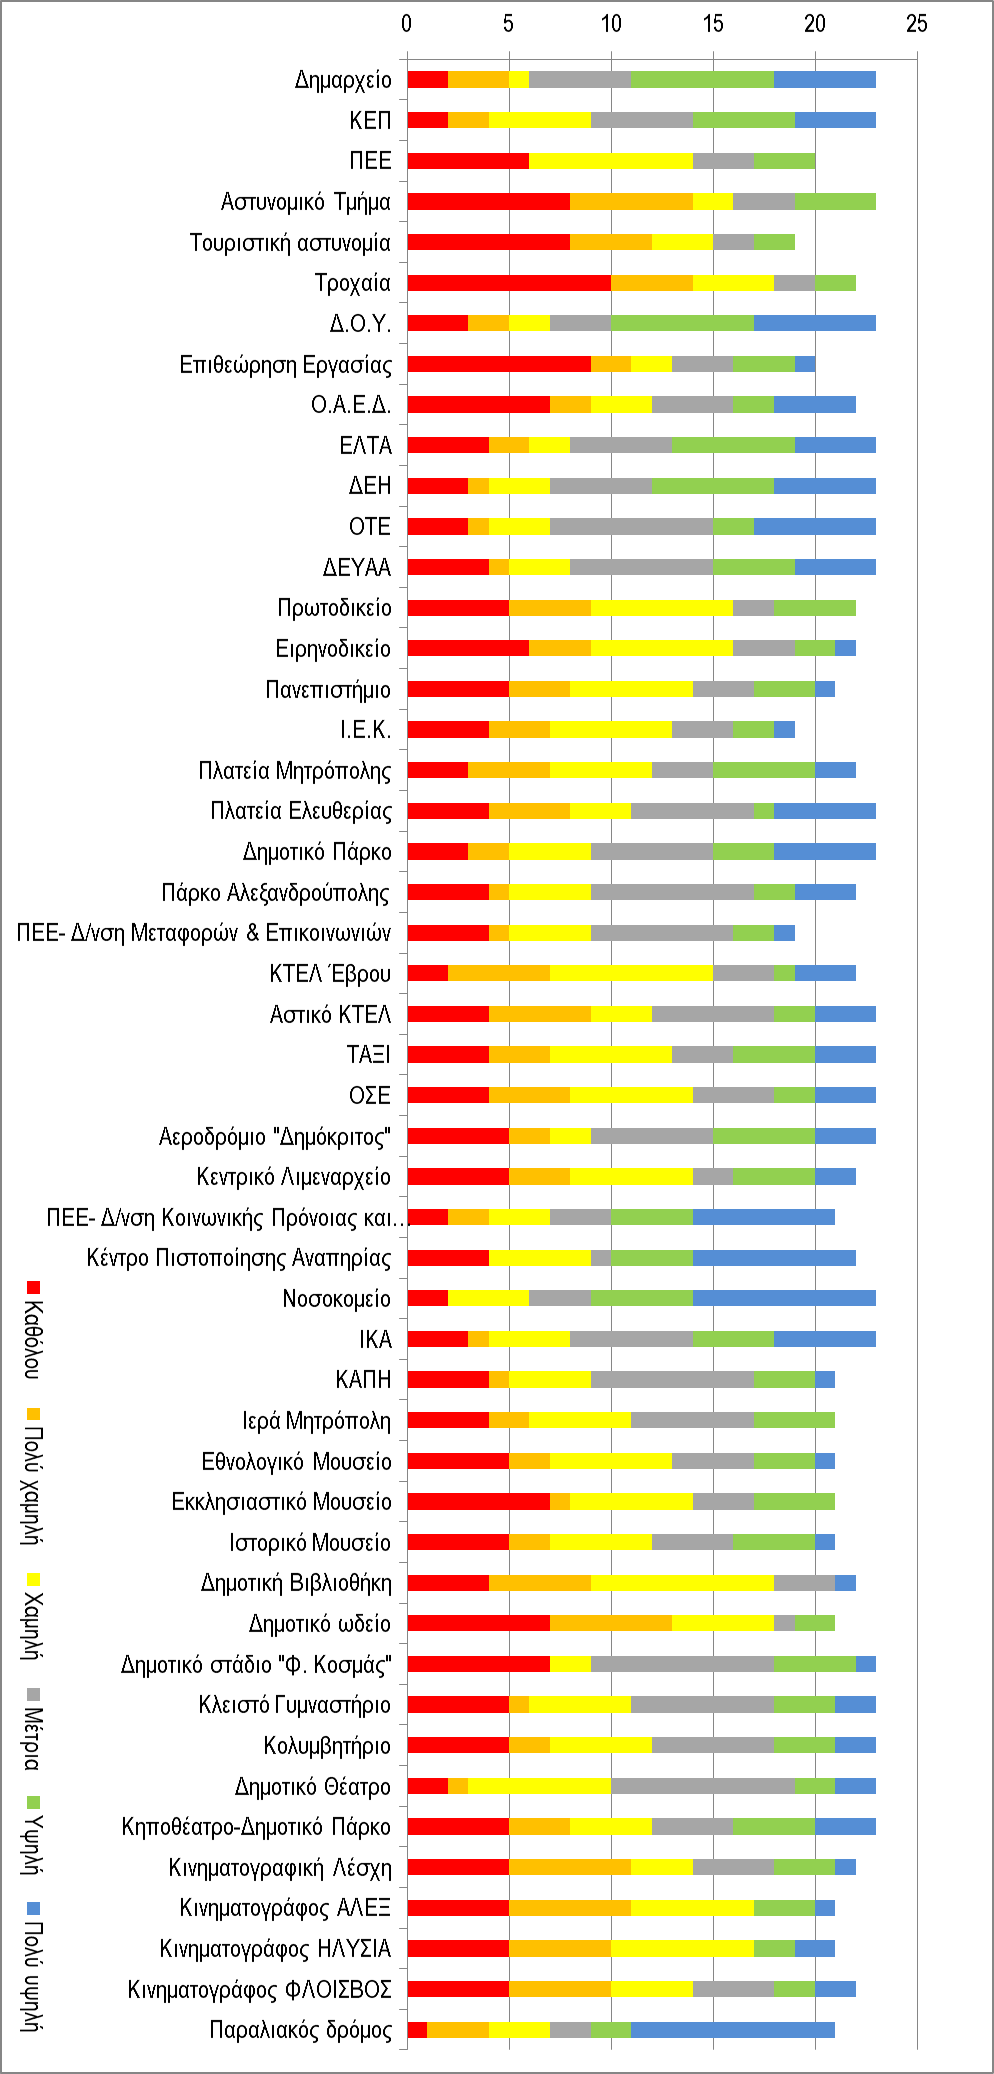 0 5 10 15 20 25
Δημαρχείο
ΚΕΠ
ΠΕΕ
Αστυνομικό Τμήμα
Τουριστική αστυνομία
Τροχαία
Δ.Ο.Υ.
Επιθεώρηση Εργασίας
Ο.Α.Ε.Δ.
ΕΛΤΑ
ΔΕΗ
ΟΤΕ
ΔΕΥΑΑ
Πρωτοδικείο
Ειρηνοδικείο
Πανεπιστήμιο
Ι.Ε.Κ.
Πλατεία Μητρόπολης
Πλατεία Ελευθερίας
Δημοτικό Πάρκο
Πάρκο Αλεξανδρούπολης
ΠΕΕ- Δ/νση Μεταφορών & Επικοινωνιών
ΚΤΕΛ Έβρου
Αστικό ΚΤΕΛ
ΤΑΞΙ
ΟΣΕ
Αεροδρόμιο "Δημόκριτος"
Κεντρικό Λιμεναρχείο
ΠΕΕ- Δ/νση Κοινωνικής Πρόνοιας και…
Κέντρο Πιστοποίησης Αναπηρίας
Νοσοκομείο
ΙΚΑ
ΚΑΠΗ
Ιερά Μητρόπολη
Εθνολογικό Μουσείο
Εκκλησιαστικό Μουσείο
Ιστορικό Μουσείο
Δημοτική Βιβλιοθήκη
Δημοτικό ωδείο
Δημοτικό στάδιο "Φ. Κοσμάς"
Κλειστό Γυμναστήριο
Κολυμβητήριο
Δημοτικό Θέατρο
Κηποθέατρο-Δημοτικό Πάρκο
Κινηματογραφική Λέσχη
Κινηματογράφος ΑΛΕΞ
Κινηματογράφος ΗΛΥΣΙΑ
Κινηματογράφος ΦΛΟΙΣΒΟΣ
Παραλιακός δρόμος
Καθόλου
Πολύ χαμηλή
Χαμηλή
Μέτρια
Υψηλή
Πολύ υψηλή